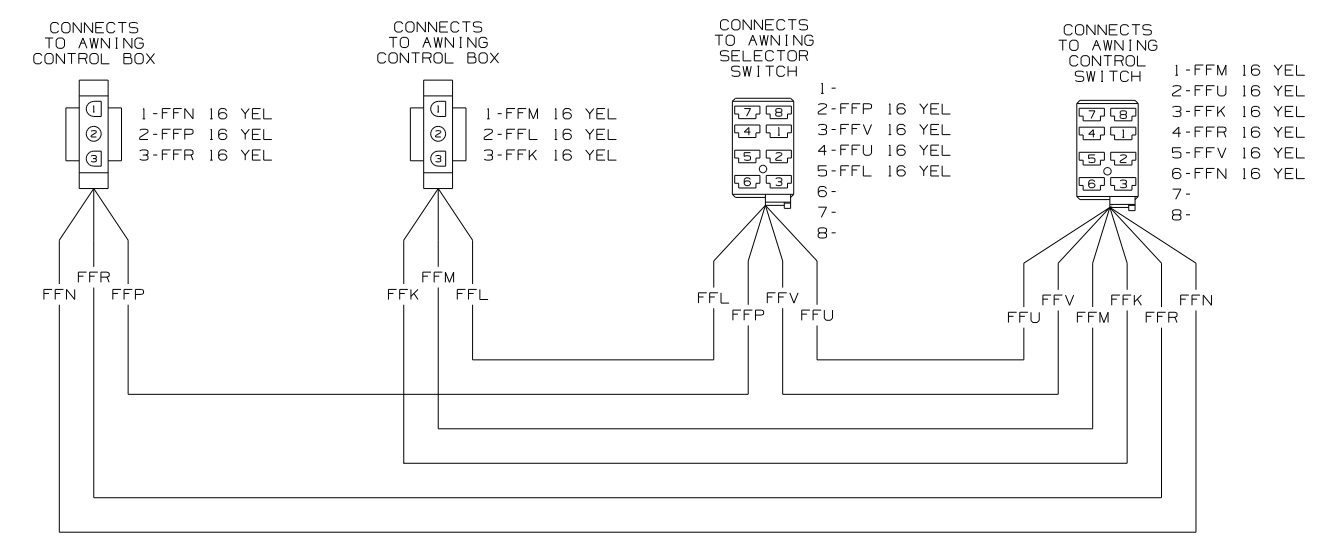 CONNECTS
TO AWNING
CONTROL BOX
1
2
3
1-FFN 16 YEL
2-FFP 16 YEL
3-FFR 16 YEL
FFN
FFR
FFP
CONNECTS
TO AWNING
CONTROL BOX
1
2
3
1-FFM 16 YEL
2-FFL 16 YEL
3-FFK 16 YEL
FFK
FFM
FFL
CONNECTS
TO AWNING
SELECTOR
SWITCH
7 8
4 1
5 2
6 3
1-
2-FFP 16 YEL
3-FFV 16 YEL
4-FFU 16 YEL
5-FFL 16 YEL
6-
7-
8-
FFL
FFP
FFV
FFU
CONNECTS
TO AWNING
CONTROL
SWITCH
7 8
4 1
5 2
6 3
1-FFM 16 YEL
2-FFU 16 YEL
3-FFK 16 YEL
4-FFR 16 YEL
5-FFV 16 YEL
6-FFN 16 YEL
7-
8-
FFU
FFV
FFM
FFK
FFR
FFN